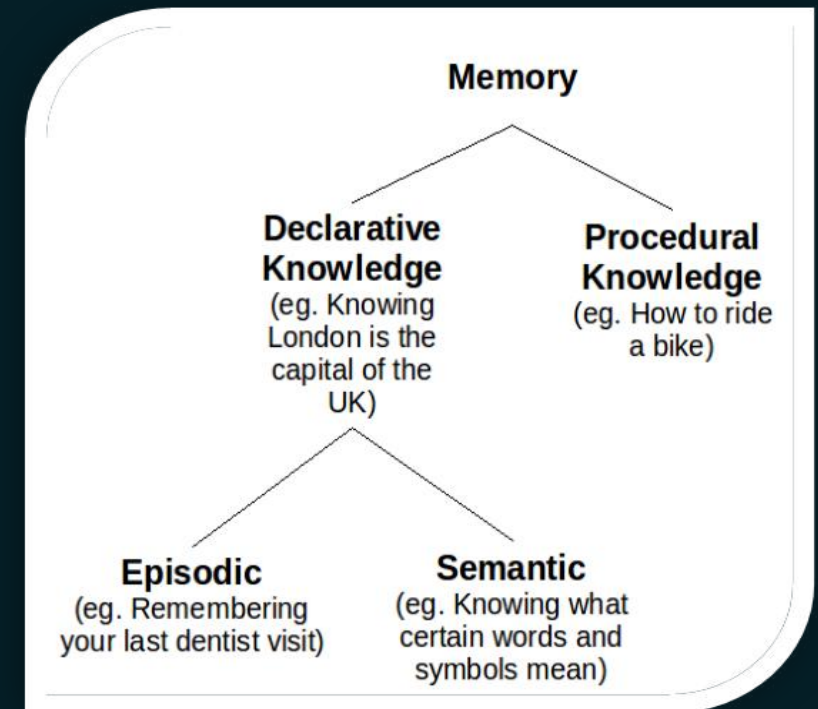 Memory
Declarative
Knowledge
(eg. Knowing
London is the
capital of the
UK)
Procedural
Knowledge
(eg. How to ride
a bike)
Episodic
(eg. Remembering
your last dentist visit)
Semantic
(eg. Knowing what
certain words and
symbols mean)